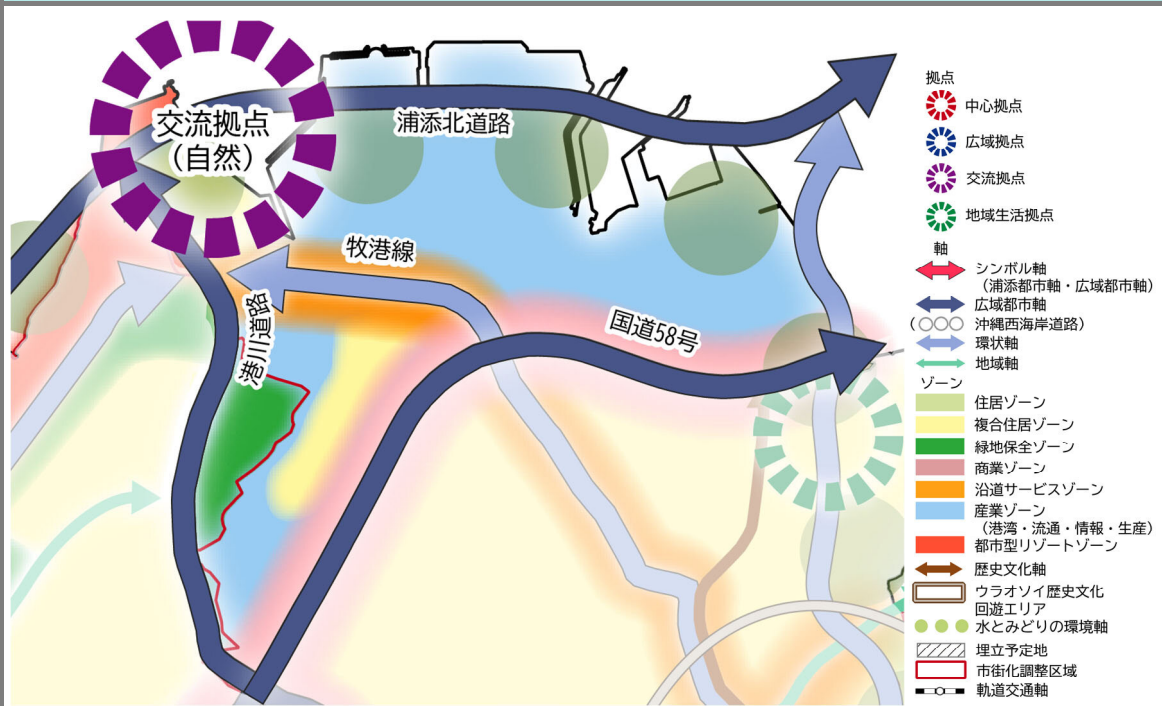 交流拠点
（自然）
浦添北道路
牧港線
国道58号
港川道路
拠点
中心拠点
広域拠点
交流拠点
地域生活拠点
軸
シンボル軸
（浦添都市軸・広域都市軸）
広域都市軸
（○○○ 沖縄西海岸道路）
環状軸
地域軸
ゾーン
住居ゾーン
複合住居ゾーン
緑地保全ゾーン
商業ゾーン
沿道サービスゾーン
産業ゾーン
（港湾・流通・情報・生産）
都市型リゾートゾーン
歴史文化軸
ウラオソイ歴史文化
回遊エリア
水とみどりの環境軸
埋立予定地
市街化調整区域
軌道交通軸